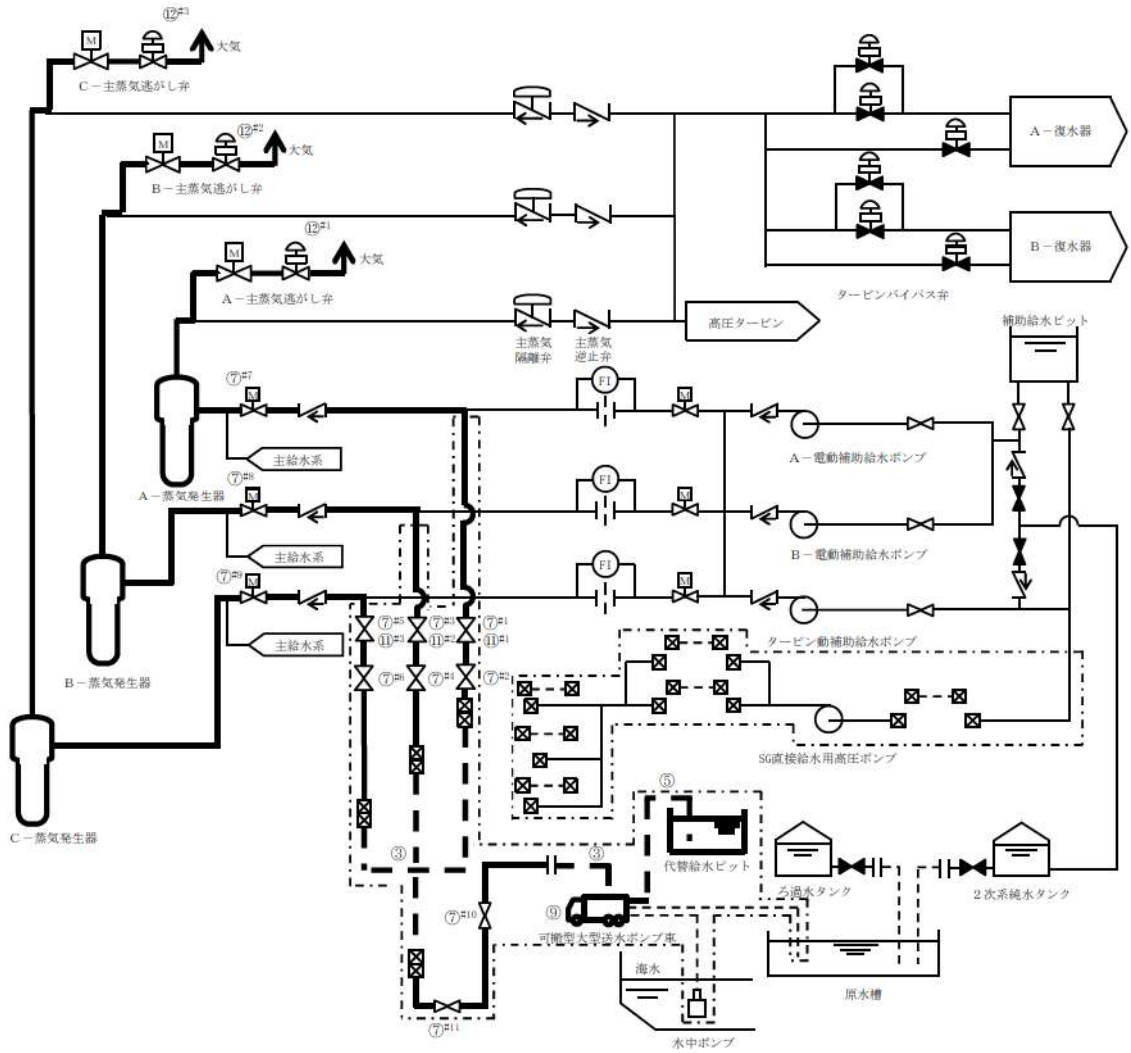 ⑫#3
M
大気
C－主蒸気逃がし弁
⑫#2
M
大気
B－主蒸気逃がし弁
⑫#1
M
大気
A－主蒸気逃がし弁
A－復水器
B－復水器
タービンバイパス弁
高圧タービン
主蒸気
隔離弁
主蒸気
逆止弁
補助給水ピット
⑦#7
M
FI
M
主給水系
A－電動補助給水ポンプ
A－蒸気発生器
⑦#8
M
FI
M
主給水系
B－電動補助給水ポンプ
⑦#9
M
FI
M
主給水系
タービン動補助給水ポンプ
B－蒸気発生器
⑦#5
⑪#3
⑦#3
⑪#2
⑦#1
⑪#1
⑦#6
⑦#4
⑦#2
SG直接給水用高圧ポンプ
C－蒸気発生器
⑤
代替給水ピット
③
③
ろ過水タンク
2次系純水タンク
⑨
⑦#10
可搬型大型送水ポンプ車
海水
原水槽
⑦#11
水中ポンプ